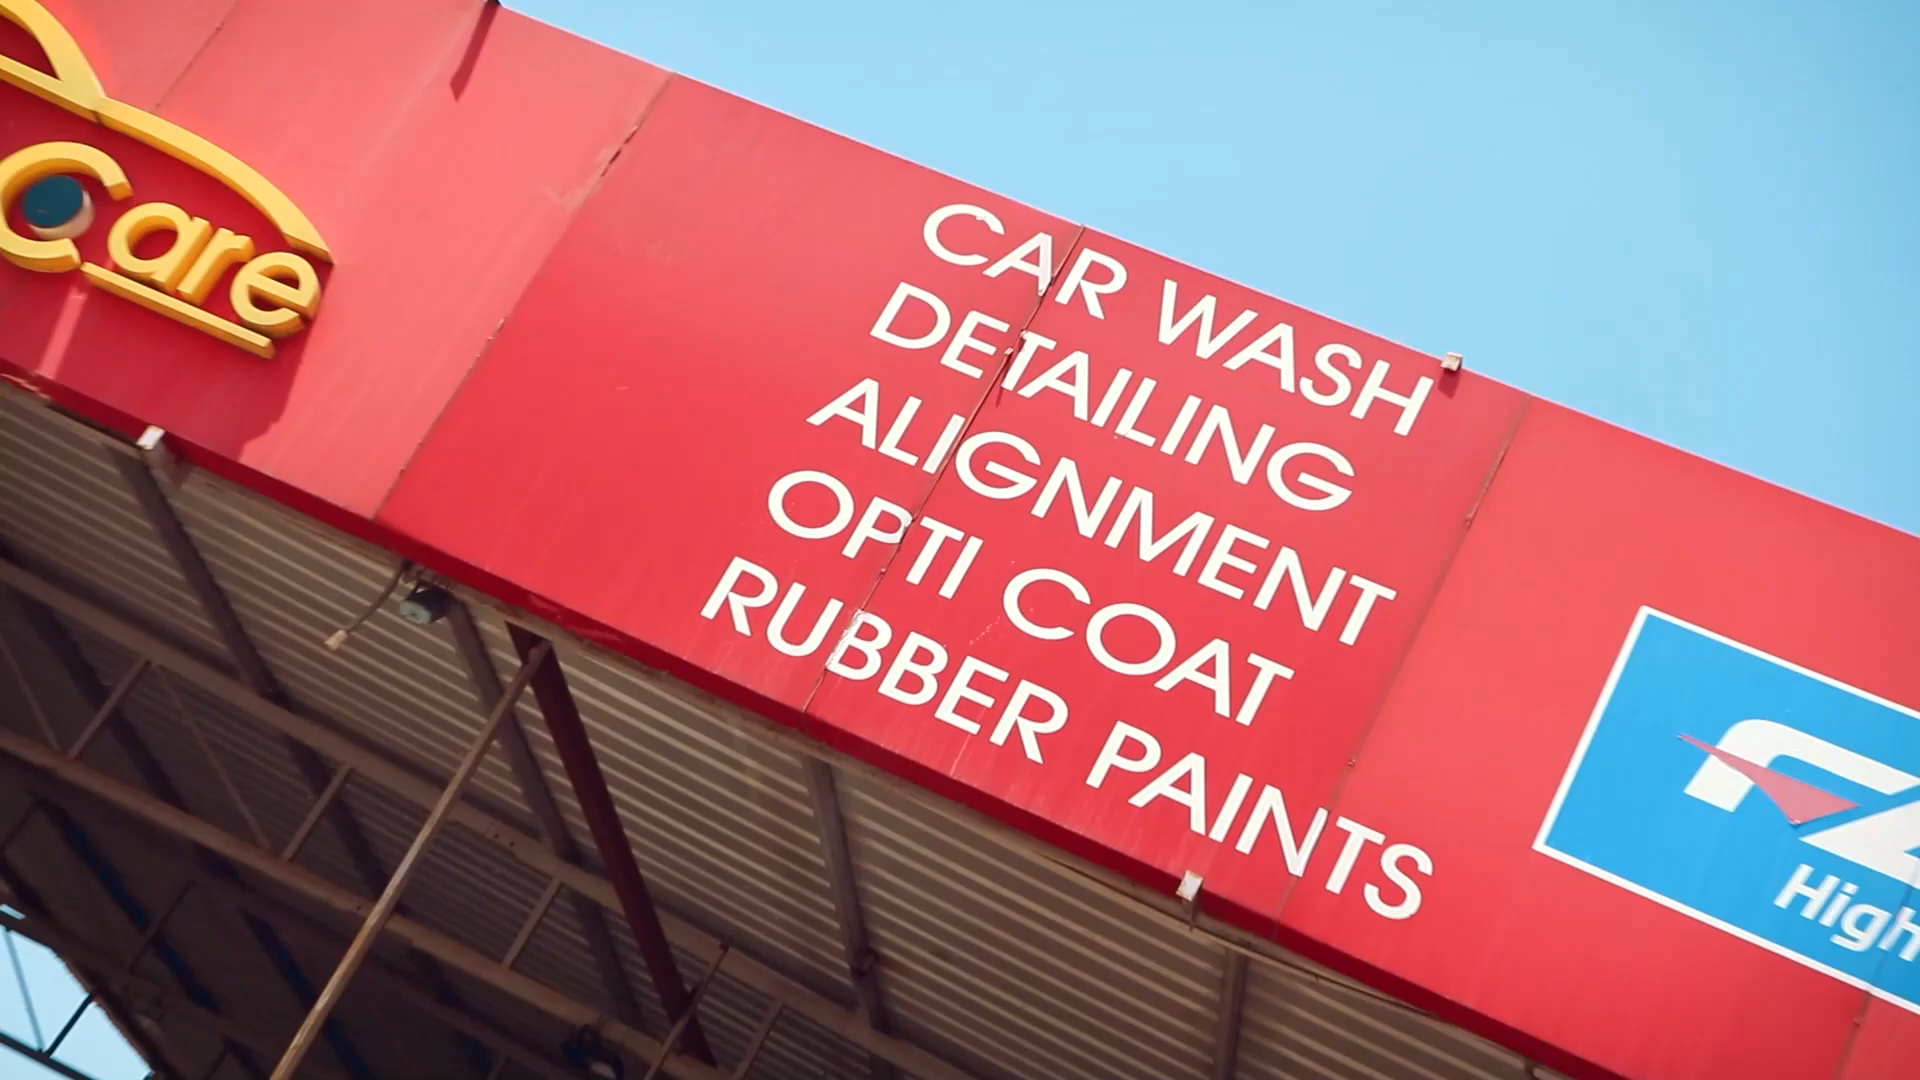 Care
CAR WASH
DETAILING
ALIGNMENT
OPTI COAT
RUBBER PAINTS
High